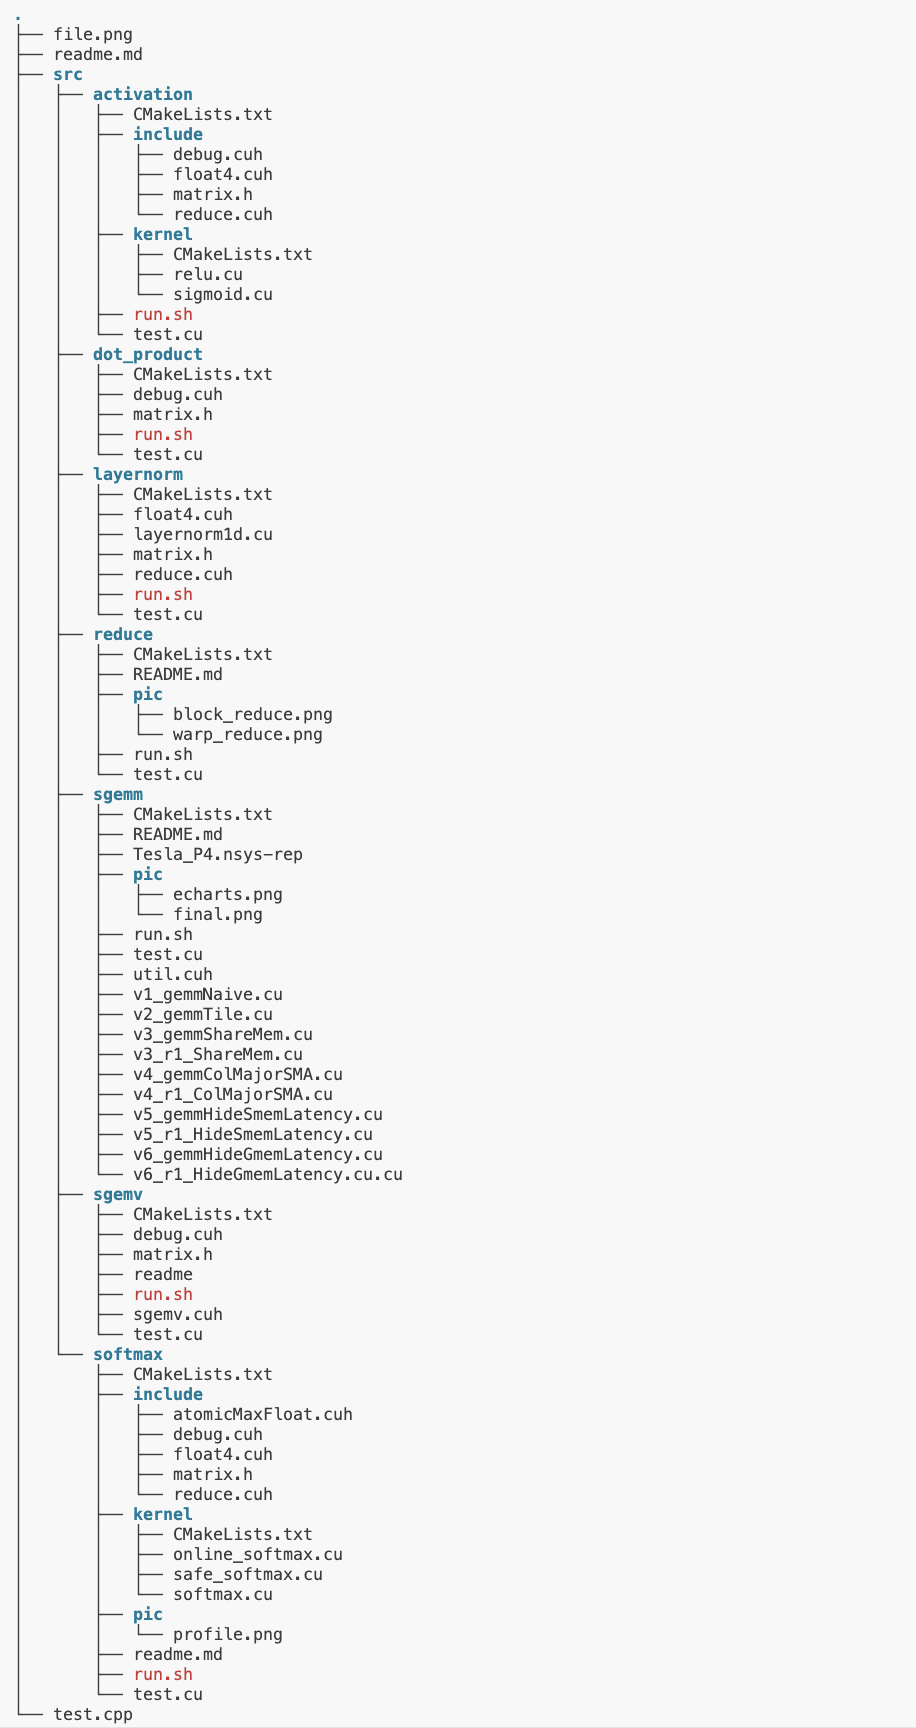 .
├── file.png
├── readme.md
├── src
│   ├── activation
│   │   ├── CMakeLists.txt
│   │   ├── include
│   │   │   ├── debug.cuh
│   │   │   ├── float4.cuh
│   │   │   ├── matrix.h
│   │   │   └── reduce.cuh
│   │   ├── kernel
│   │   │   ├── CMakeLists.txt
│   │   │   ├── relu.cu
│   │   │   └── sigmoid.cu
│   │   ├── run.sh
│   │   └── test.cu
│   ├── dot_product
│   │   ├── CMakeLists.txt
│   │   ├── debug.cuh
│   │   ├── matrix.h
│   │   ├── run.sh
│   │   └── test.cu
│   ├── layernorm
│   │   ├── CMakeLists.txt
│   │   ├── float4.cuh
│   │   ├── layernorm1d.cu
│   │   ├── matrix.h
│   │   ├── reduce.cuh
│   │   ├── run.sh
│   │   └── test.cu
│   ├── reduce
│   │   ├── CMakeLists.txt
│   │   ├── README.md
│   │   ├── pic
│   │   │   ├── block_reduce.png
│   │   │   └── warp_reduce.png
│   │   ├── run.sh
│   │   └── test.cu
│   ├── sgemm
│   │   ├── CMakeLists.txt
│   │   ├── README.md
│   │   ├── Tesla_P4.nsys-rep
│   │   ├── pic
│   │   │   ├── echarts.png
│   │   │   └── final.png
│   │   ├── run.sh
│   │   ├── test.cu
│   │   ├── util.cuh
│   │   ├── v1_gemmNaive.cu
│   │   ├── v2_gemmTile.cu
│   │   ├── v3_gemmShareMem.cu
│   │   ├── v3_r1_ShareMem.cu
│   │   ├── v4_gemmColMajorSMA.cu
│   │   ├── v4_r1_ColMajorSMA.cu
│   │   ├── v5_gemmHideSmemLatency.cu
│   │   ├── v5_r1_HideSmemLatency.cu
│   │   ├── v6_gemmHideGmemLatency.cu
│   │   └── v6_r1_HideGmemLatency.cu.cu
│   ├── sgemv
│   │   ├── CMakeLists.txt
│   │   ├── debug.cuh
│   │   ├── matrix.h
│   │   ├── readme
│   │   ├── run.sh
│   │   ├── sgemv.cuh
│   │   └── test.cu
│   └── softmax
│       ├── CMakeLists.txt
│       ├── include
│       │   ├── atomicMaxFloat.cuh
│       │   ├── debug.cuh
│       │   ├── float4.cuh
│       │   ├── matrix.h
│       │   └── reduce.cuh
│       ├── kernel
│       │   ├── CMakeLists.txt
│       │   ├── online_softmax.cu
│       │   ├── safe_softmax.cu
│       │   └── softmax.cu
│       ├── pic
│       │   └── profile.png
│       ├── readme.md
│       ├── run.sh
│       └── test.cu
└── test.cpp